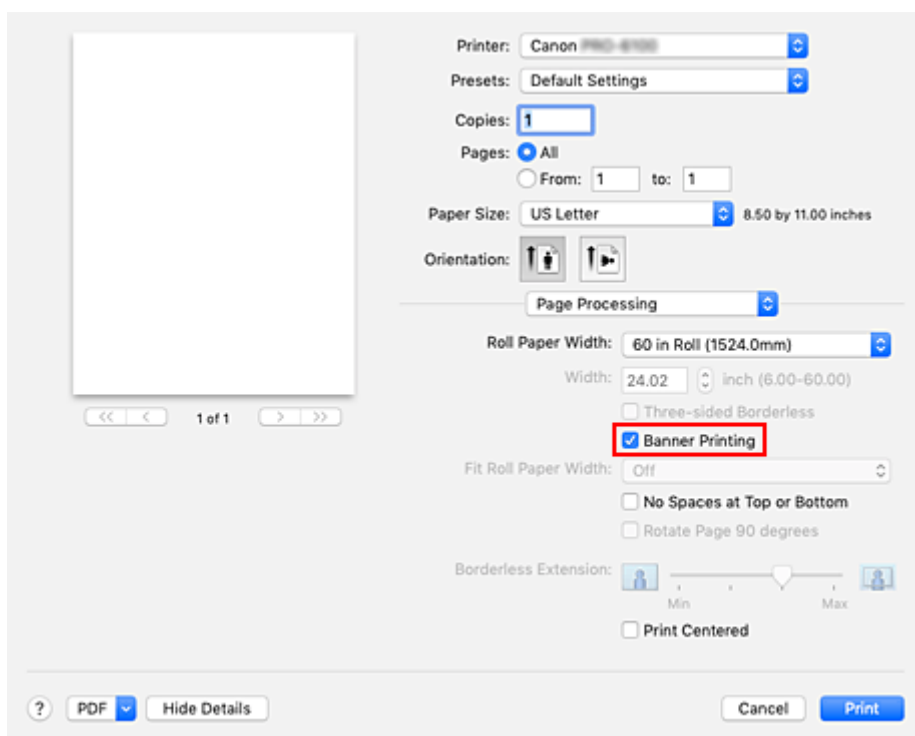 Printer: Canon
Presets: Default Settings
Copies: 1
Pages: All
From: 1 to: 1
Paper Size: US Letter 8.50 by 11.00 inches
Orientation:
Page Processing
Roll Paper Width: 60 in Roll (1524.0mm)
Width: 24.02 inch (6.00-60.00)
Three-sided Borderless
<< < 1 of 1 > >>
Banner Printing
Fit Roll Paper Width: Off
No Spaces at Top or Bottom
Rotate Page 90 degrees
Borderless Extension:
Min Max
Print Centered
? PDF Hide Details Cancel Print